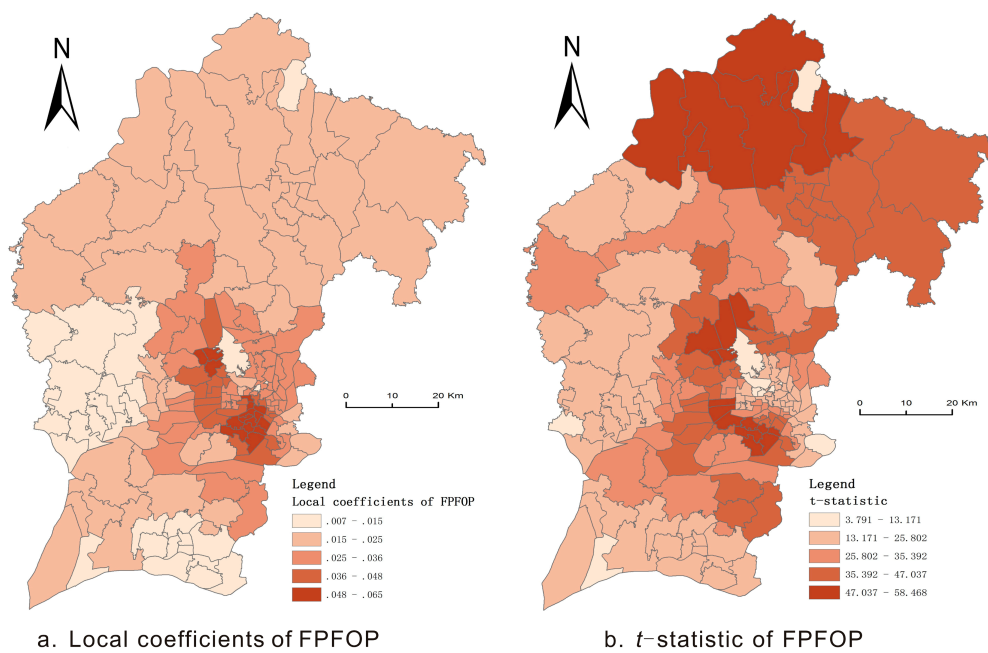 N
0 10 20 Km
Legend
Local coefficients of FPFOP
.007 - .015
.015 - .025
.025 - .036
.036 - .048
.048 - .065
a. Local coefficients of FPFOP
N
0 10 20 Km
Legend
t-statistic
3.791 - 13.171
13.171 - 25.802
25.802 - 35.392
35.392 - 47.037
47.037 - 58.468
b. t-statistic of FPFOP